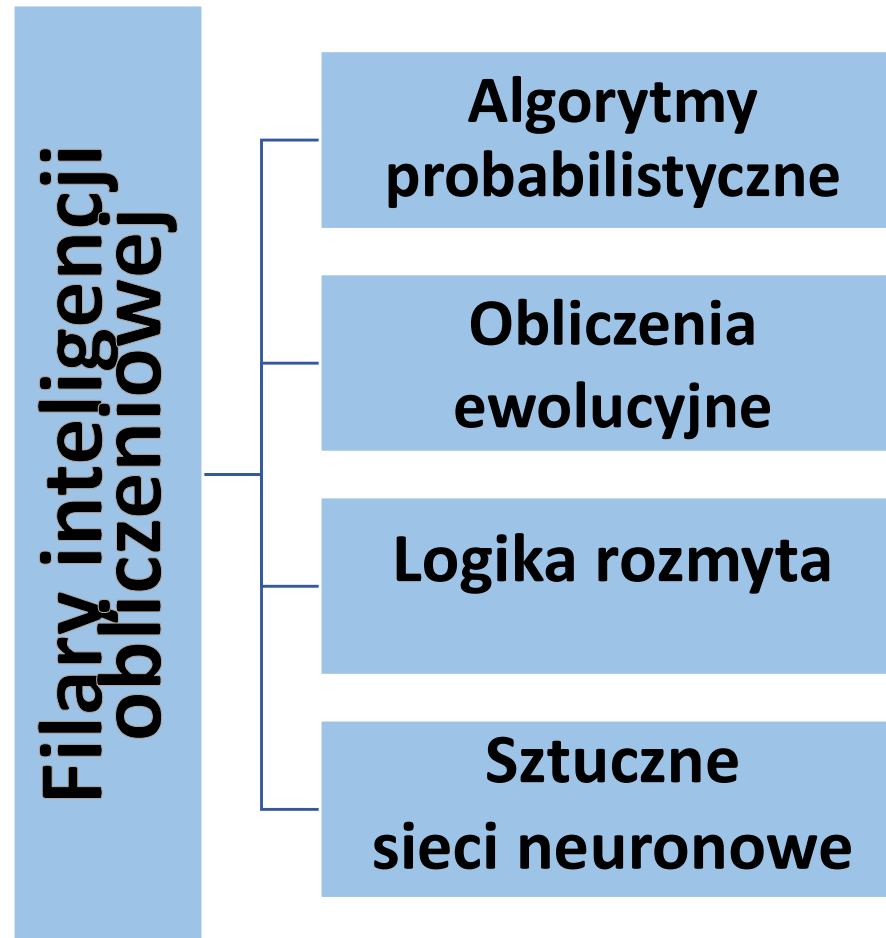 Filary inteligencji
obliczeniowej
Algorytmy
probabilistyczne
Obliczenia
ewolucyjne
Logika rozmyta
Sztuczne
sieci neuronowe